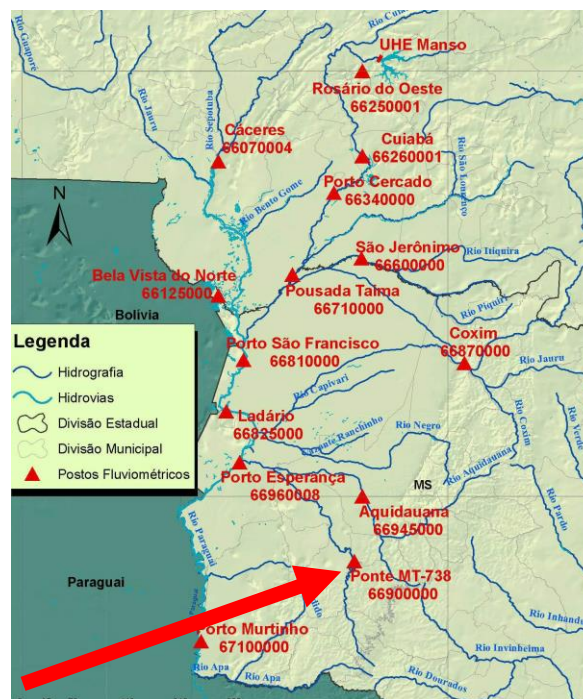 Rio Guaporé
Rio Jauru
Rio Sepotuba
UHE Manso
Rosário do Oeste
66250001
Cáceres
66070004
Cuiabá
66260001
Rio São Lourenço
Porto Cercado
66340000
Rio Bento Gome
N
São Jerônimo
66600000
Rio Itiquira
Bela Vista do Norte
66125000
Pousada Taima
66710000
Rio Piquiri
Bolivia
Coxim
66870000
Porto São Francisco
66810000
Rio Jauru
Legenda
Hidrografia
Hidrovias
Divisão Estadual
Divisão Municipal
Postos Fluviométricos
Rio Capivari
Ladário
66825000
Rio Negro
Rio Coxim
Rio Verde
Porto Esperança
66960008
MS
Rio Aquidauana
Aquidauana
66945000
Rio Pardo
Rio Paraguai
Paraguai
Ponte MT-738
66900000
Rio Inhandu
Porto Murtinho
67100000
Rio Invinheima
Rio Apa
Rio Apa
Rio Dourados